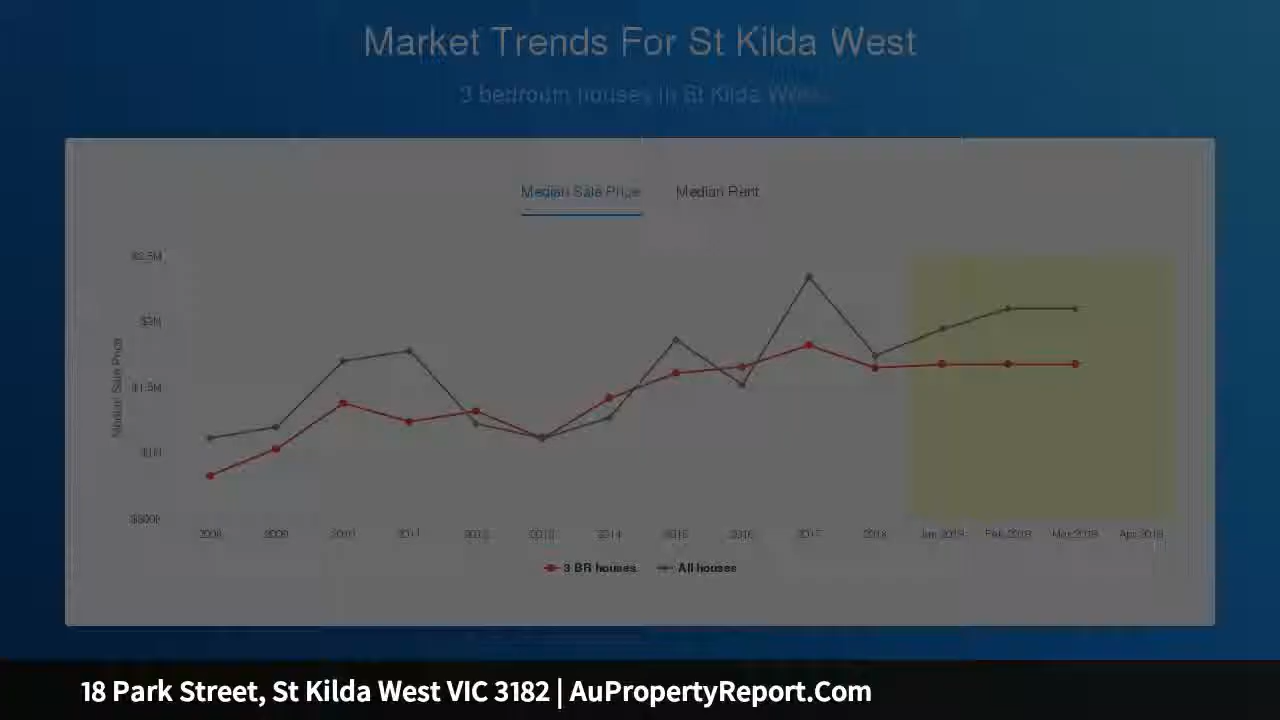 Market Trends For St Kilda West
3 bedroom houses in St Kilda West
Median Sale Price Median Rent
$2.5M
$2M
$1.5M
$1M
$500k
Median Sale Price
2008 2009 2010 2011 2012 2013 2014 2015 2016 2017 2018 Jan 2019 Feb 2019 Mar 2019 Apr 2019
3 BR houses All houses
18 Park Street, St Kilda West VIC 3182 | AuPropertyReport.Com